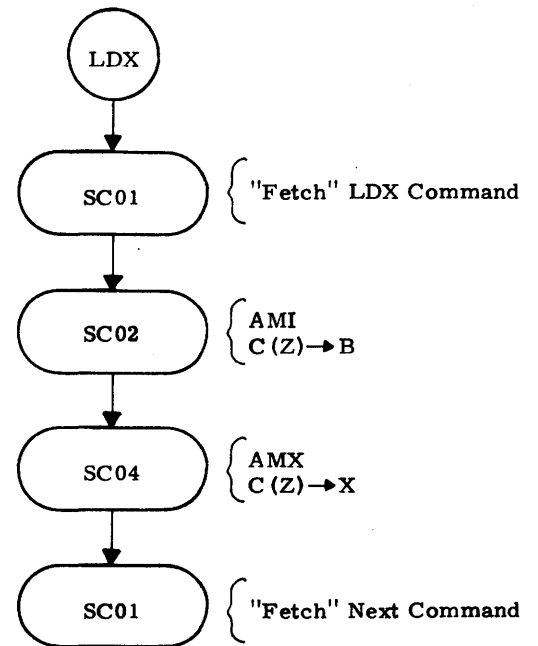 LDX
SC01
"Fetch" LDX Command
SC02
AMI
C(Z)→B
SC04
AMX
C(Z)→X
SC01
"Fetch" Next Command